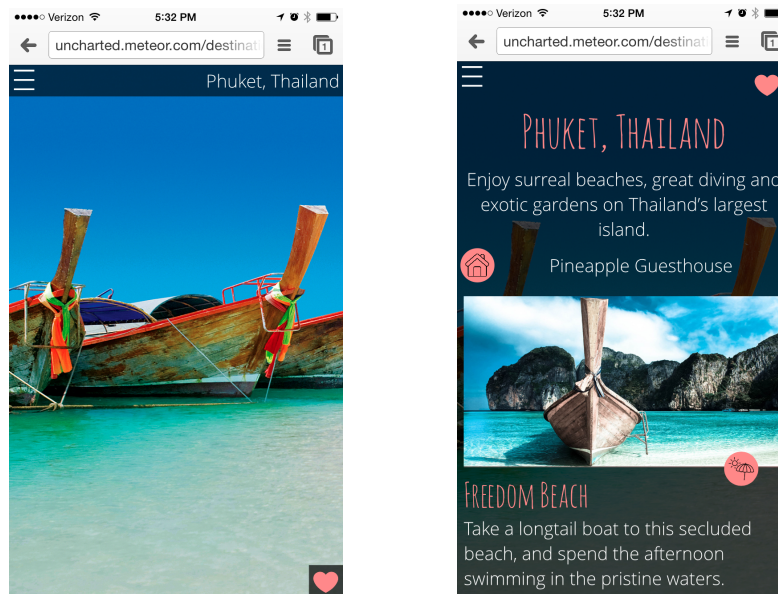 Verizon 5:32 PM
uncharted.meteor.com/destinat
1
Phuket, Thailand
Verizon 5:32 PM
uncharted.meteor.com/destinat
1
PHUKET, THAILAND
Enjoy surreal beaches, great diving and
exotic gardens on Thailand's largest
island.
Pineapple Guesthouse
FREEDOM BEACH
Take a longtail boat to this secluded
beach, and spend the afternoon
swimming in the pristine waters.